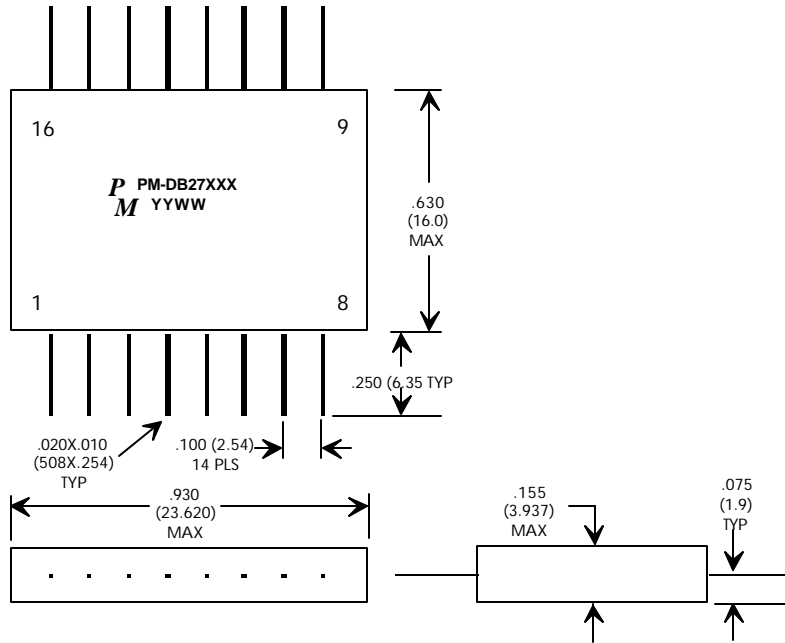 16
9
P PM-DB27XXX
M YYWW
.630
(16.0)
MAX
1
8
.250 (6.35 TYP
.020X.010
(508X.254)
TYP
.100 (2.54)
14 PLS
.930
(23.620)
MAX
.155
(3.937)
MAX
.075
(1.9)
TYP